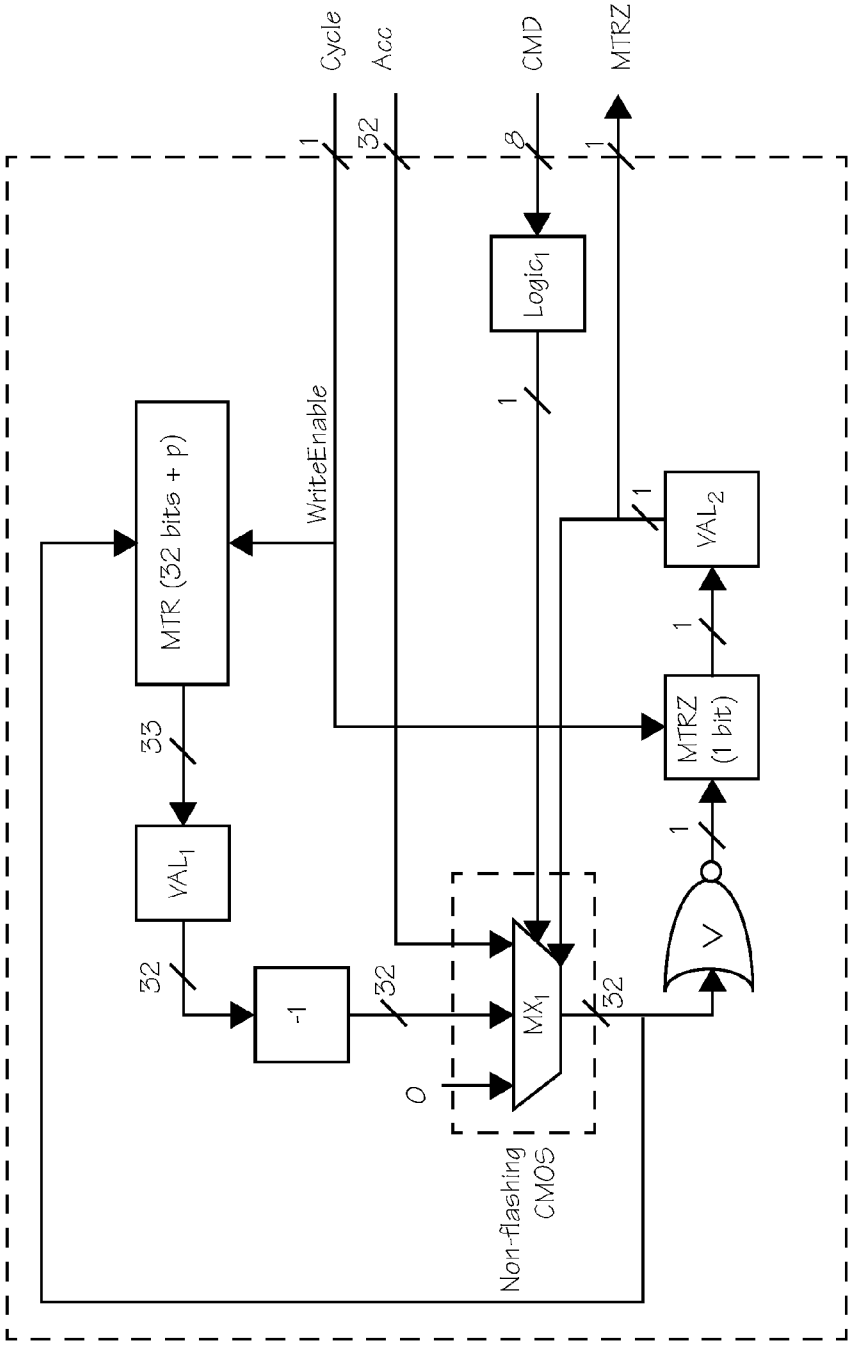 Cycle
1
Acc
32
CMD
8
MTRZ
1
WriteEnable
MTR (32 bits + p)
33
VAL1
32
-1
32
0
MX1
32
Non-flashing
CMOS
Logic1
1
V
1
MTRZ
(1 bit)
1
VAL2
1